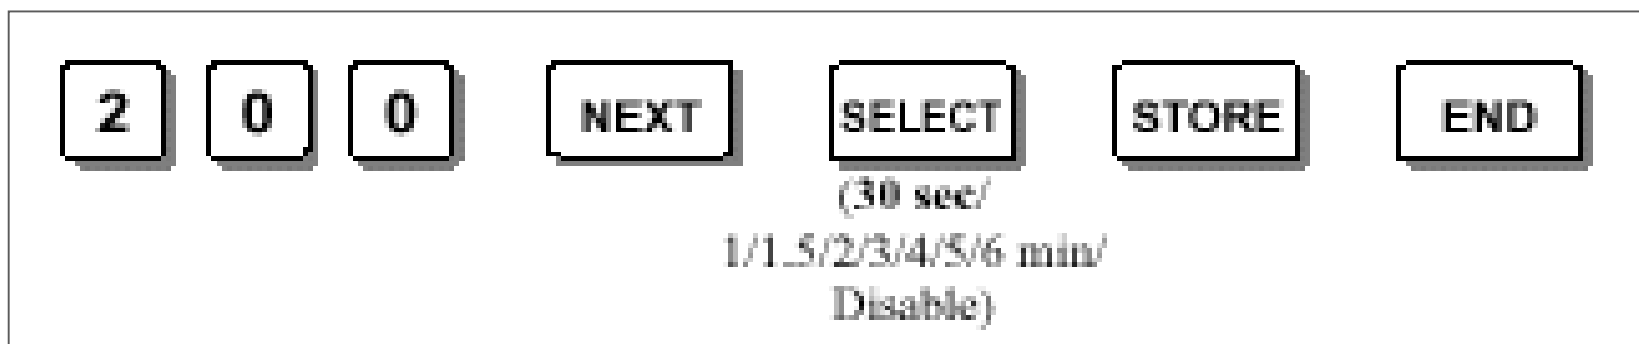 2 0 0 NEXT SELECT STORE END
(30 sec/
1/1.5/2/3/4/5/6 min/
Disable)